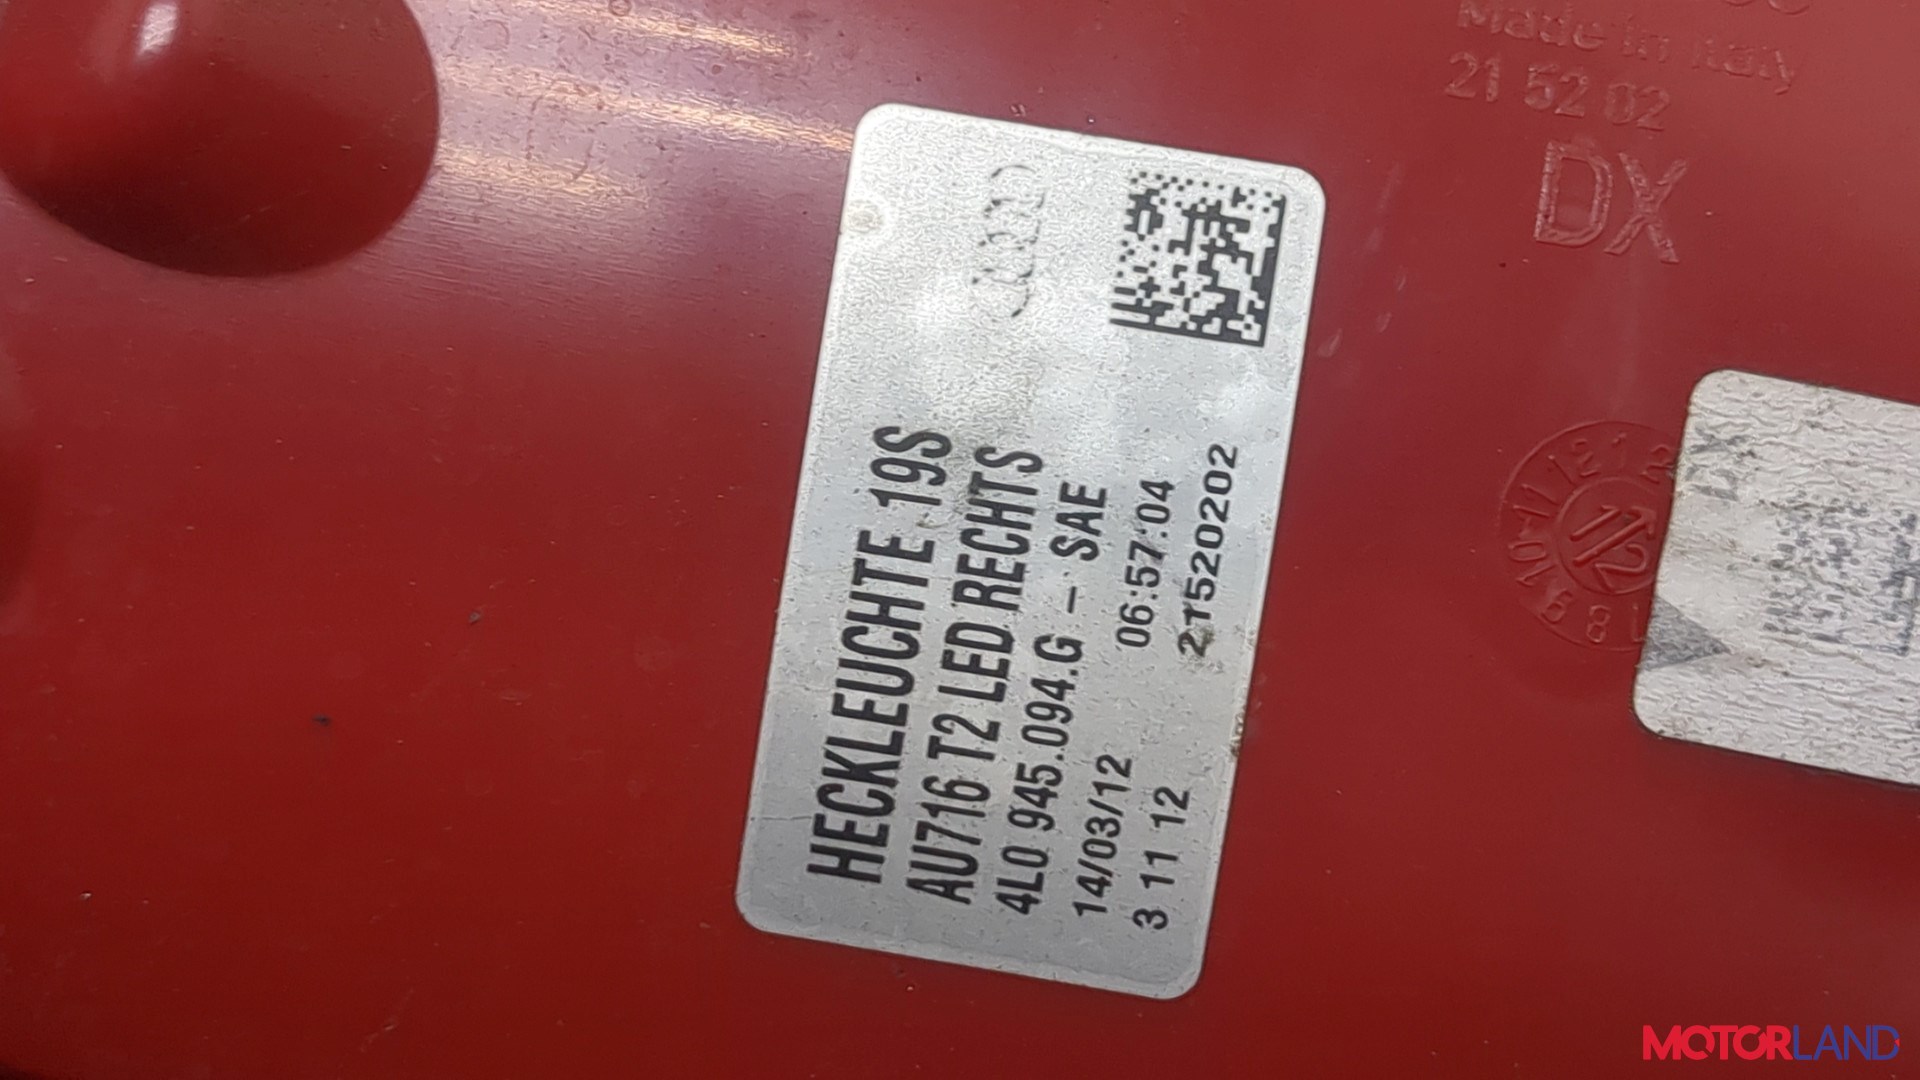 HECKLEUCHTE 19S
AU716 T2 LED RECHTS
4L0 945.094.G - SAE
14/03/12 06:57:04
3 11 12 21520202
Made in Italy
21 52 02
DX
DX
MOTORLAND